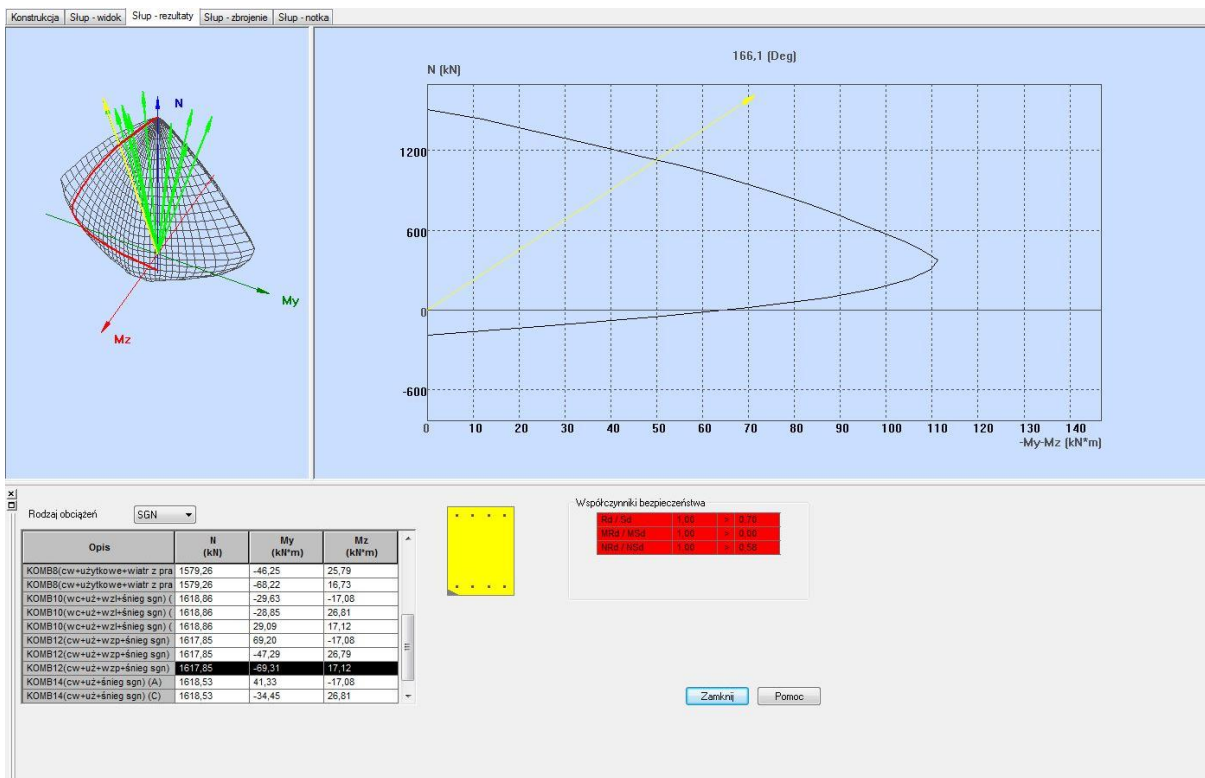 Konstrukcja Słup - widok Słup - rezultaty Słup - zbrojenie Słup - notka
N
My
Mz
166,1 (Deg)
N (kN)
1200
600
0
-600
0 10 20 30 40 50 60 70 80 90 100 110 120 130 140
-My-Mz (kN*m)
Rodzaj obciążeń SGN
Opis N (kN) My (kN*m) Mz (kN*m)
KOMB8(cw+użytkowe+wiatr z pra 1579,26 -46,25 25,79
KOMB8(cw+użytkowe+wiatr z pra 1579,26 -68,22 16,73
KOMB10(wc+uż+wzl+śnieg sgn) ( 1618,86 -29,63 -17,08
KOMB10(wc+uż+wzl+śnieg sgn) ( 1618,86 -28,85 26,81
KOMB10(wc+uż+wzl+śnieg sgn) ( 1618,86 29,09 17,12
KOMB12(cw+uż+wzp+śnieg sgn) 1617,85 69,20 -17,08
KOMB12(cw+uż+wzp+śnieg sgn) 1617,85 -47,29 26,79
KOMB12(cw+uż+wzp+śnieg sgn) 1617,85 -69,31 17,12
KOMB14(cw+uż+śnieg sgn) (A) 1618,53 41,33 -17,08
KOMB14(cw+uż+śnieg sgn) (C) 1618,53 -34,45 26,81
Współczynniki bezpieczeństwa
Rd / Sd 1,00 > 0,70
MRd / MSd 1,00 > 0,00
NRd / NSd 1,00 > 0,58
Zamknij Pomoc